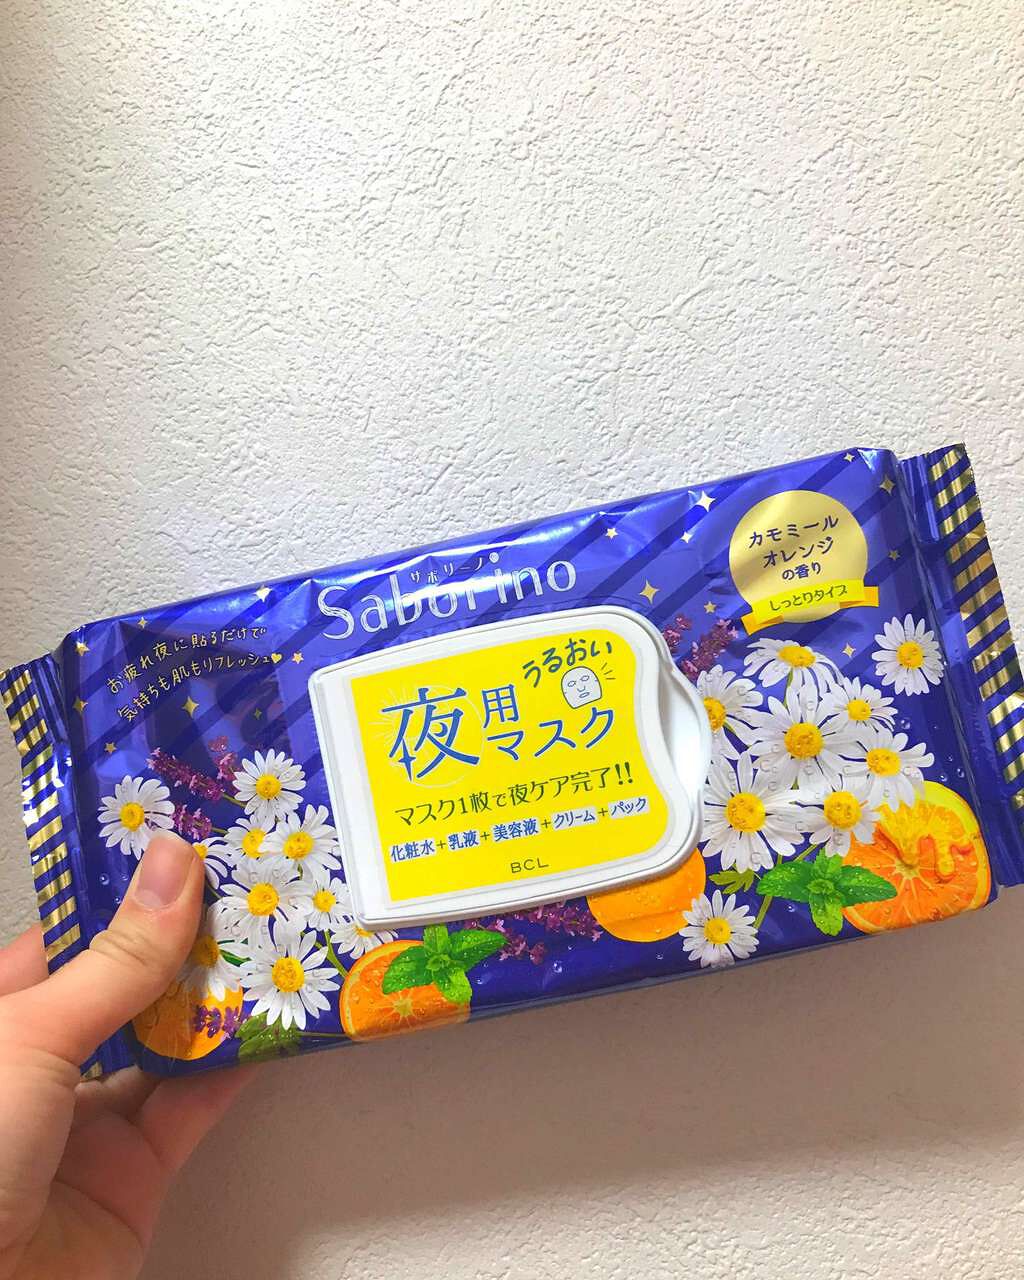 サボリーノ®
Saborino
お疲れ夜に貼るだけで
気持ちも肌もリフレッシュ♥
カモミール
オレンジ
の香り
しっとりタイプ
うるおい
夜用
マスク
マスク1枚で夜ケア完了!!
化粧水+乳液+美容液+クリーム+パック
BCL